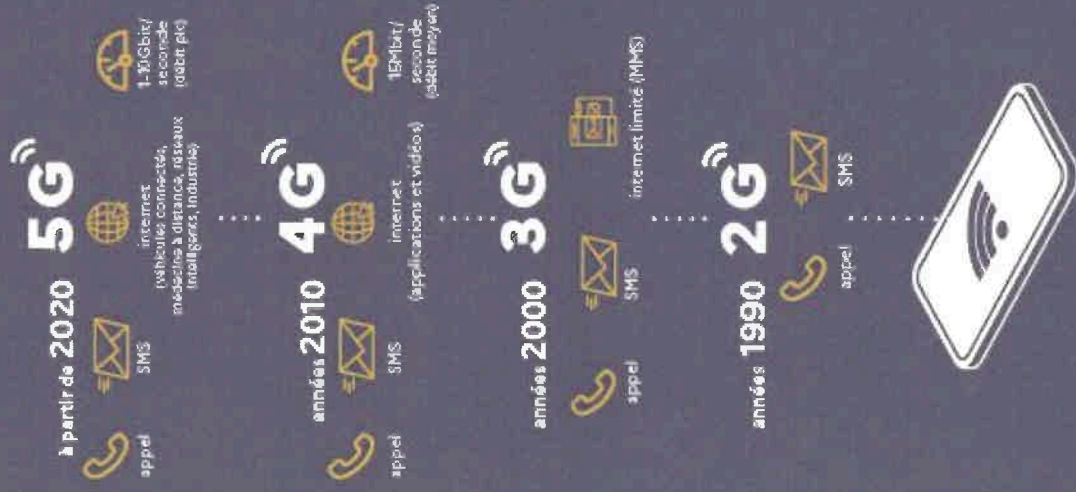 à partir de 2020 5G
appel
SMS
internet
(véhicules connectés,
médecine à distance, réseaux
intelligents, industrie)
1-10Gbit/
seconde
(débit pic)
années 2010 4G
appel
SMS
internet
(applications et vidéos)
15Mbit/
seconde
(débit moyen)
années 2000 3G
appel
SMS
internet limité (MMS)
années 1990 2G
appel
SMS